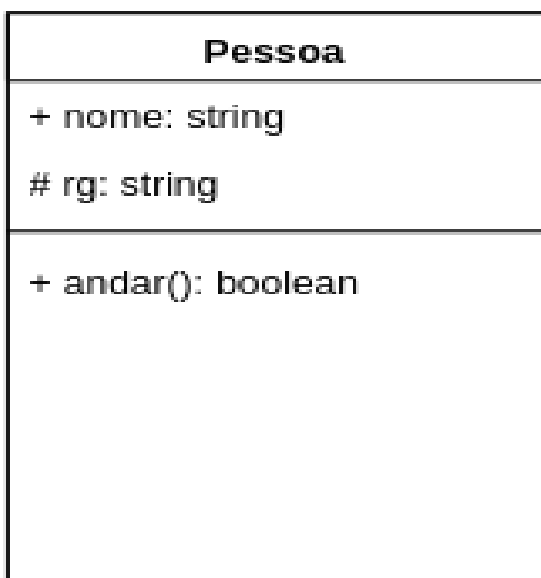 Pessoa
+ nome: string
# rg: string
+ andar(): boolean